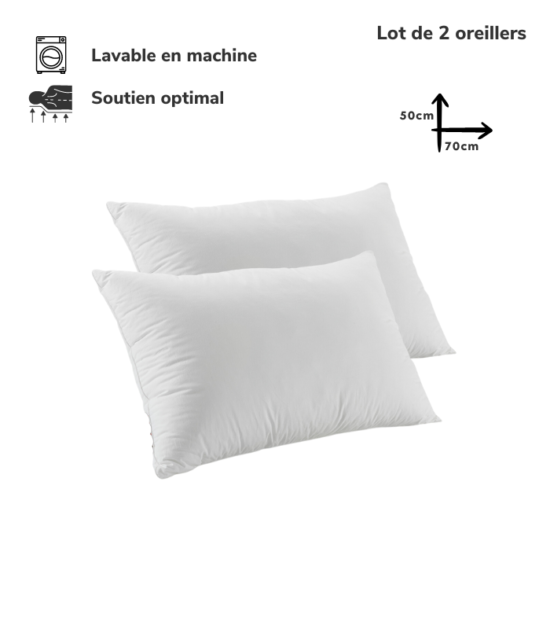 Lot de 2 oreillers
Lavable en machine
Soutien optimal
50cm
70cm